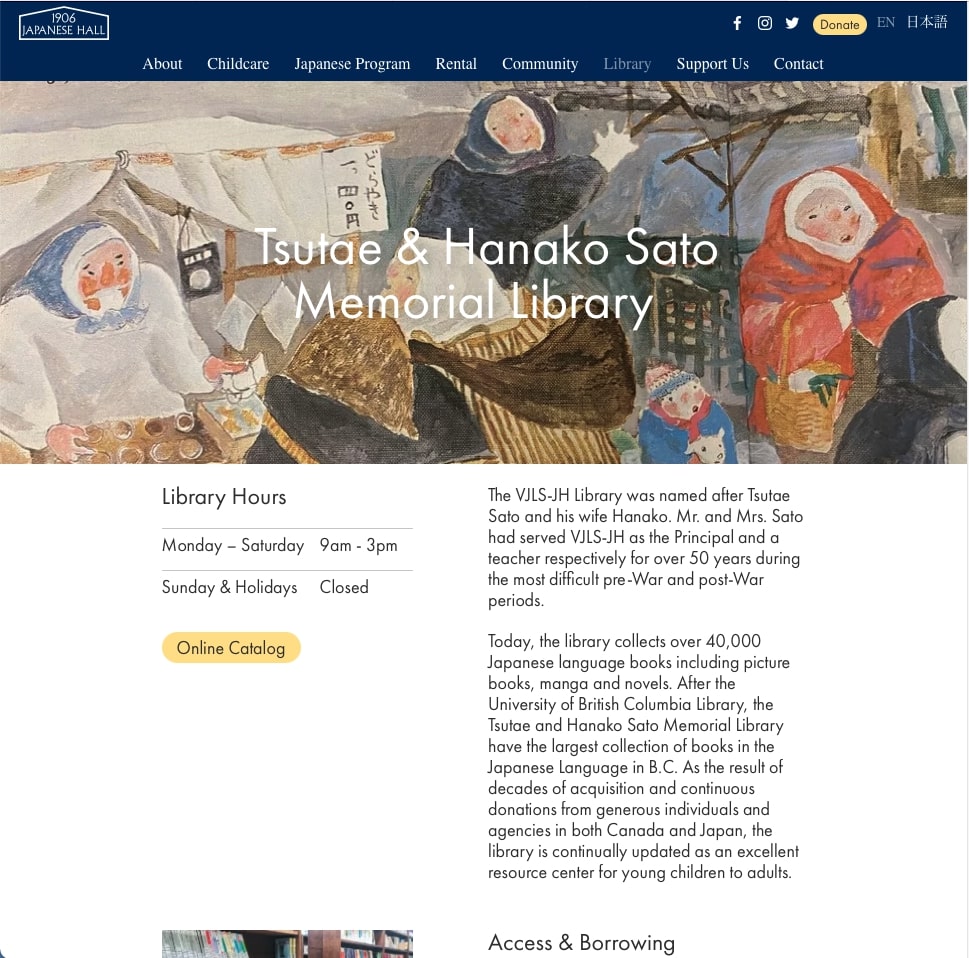 1906
JAPANESE HALL
Donate
EN
日本語
About
Childcare
Japanese Program
Rental
Community
Library
Support Us
Contact
どらやき
一つ四〇円
Tsutae & Hanako Sato
Memorial Library
Library Hours
Monday – Saturday 9am - 3pm
Sunday & Holidays Closed
Online Catalog
The VJLS-JH Library was named after Tsutae
Sato and his wife Hanako. Mr. and Mrs. Sato
had served VJLS-JH as the Principal and a
teacher respectively for over 50 years during
the most difficult pre-War and post-War
periods.
Today, the library collects over 40,000
Japanese language books including picture
books, manga and novels. After the
University of British Columbia Library, the
Tsutae and Hanako Sato Memorial Library
have the largest collection of books in the
Japanese Language in B.C. As the result of
decades of acquisition and continuous
donations from generous individuals and
agencies in both Canada and Japan, the
library is continually updated as an excellent
resource center for young children to adults.
Access & Borrowing